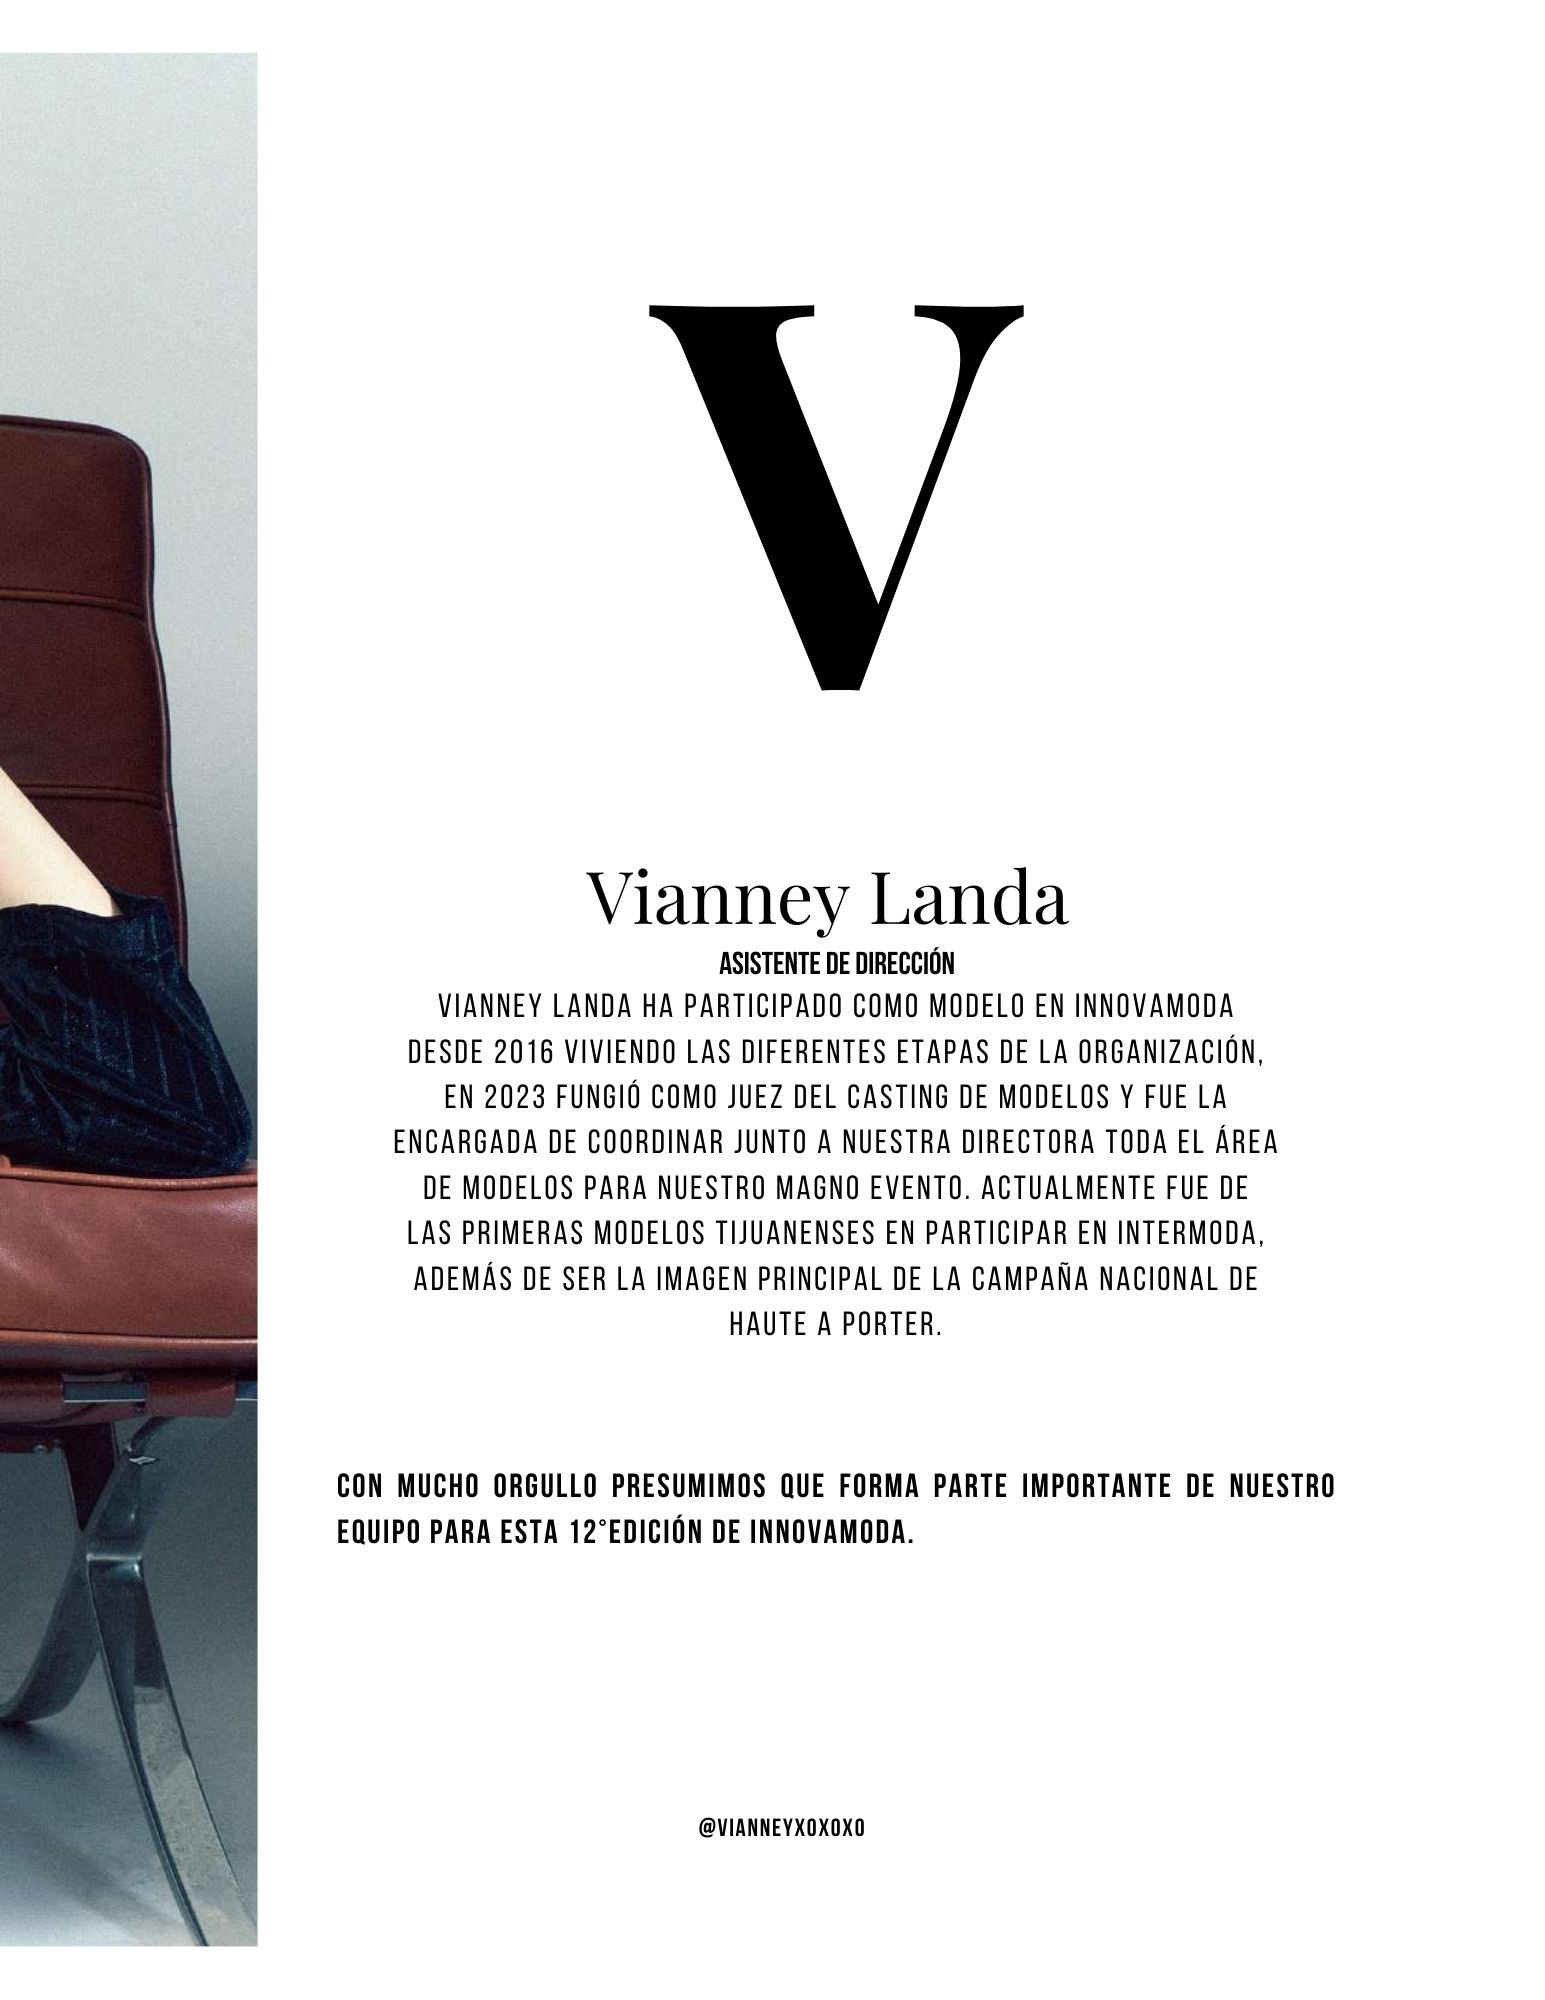 V
Vianney Landa
ASISTENTE DE DIRECCIÓN
VIANNEY LANDA HA PARTICIPADO COMO MODELO EN INNOVAMODA
DESDE 2016 VIVIENDO LAS DIFERENTES ETAPAS DE LA ORGANIZACIÓN,
EN 2023 FUNGIÓ COMO JUEZ DEL CASTING DE MODELOS Y FUE LA
ENCARGADA DE COORDINAR JUNTO A NUESTRA DIRECTORA TODA EL ÁREA
DE MODELOS PARA NUESTRO MAGNO EVENTO. ACTUALMENTE FUE DE
LAS PRIMERAS MODELOS TIJUANENSES EN PARTICIPAR EN INTERMODA,
ADEMÁS DE SER LA IMAGEN PRINCIPAL DE LA CAMPAÑA NACIONAL DE
HAUTE A PORTER.
CON MUCHO ORGULLO PRESUMIMOS QUE FORMA PARTE IMPORTANTE DE NUESTRO
EQUIPO PARA ESTA 12°EDICIÓN DE INNOVAMODA.
@VIANNEYXOXOXO